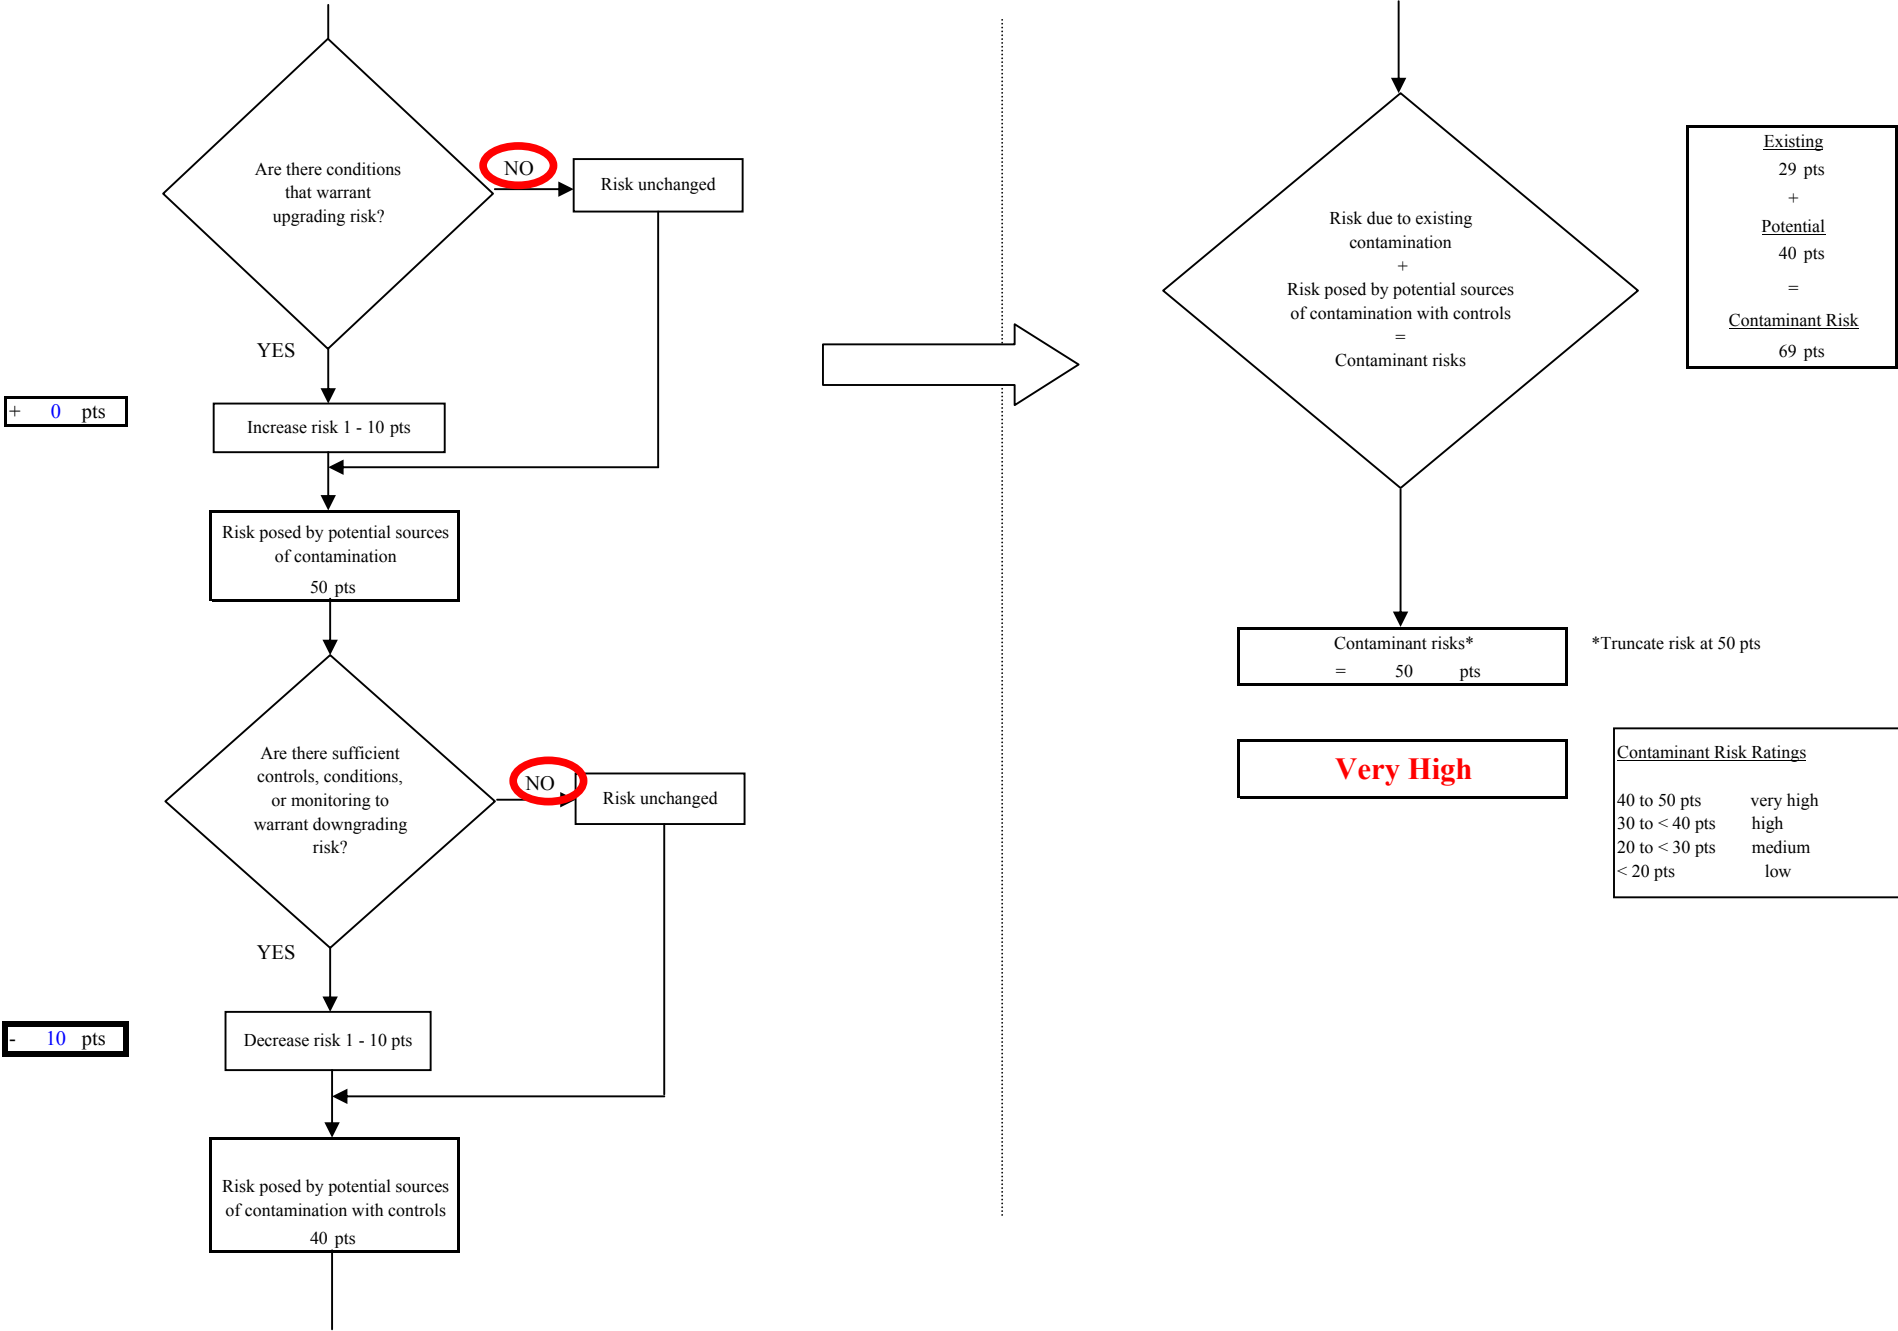 Are there conditions
that warrant
upgrading risk?
NO
Risk unchanged
YES
+ 0 pts
Increase risk 1 - 10 pts
Risk posed by potential sources
of contamination
50 pts
Are there sufficient
controls, conditions,
or monitoring to
warrant downgrading
risk?
NO
Risk unchanged
YES
- 10 pts
Decrease risk 1 - 10 pts
Risk posed by potential sources
of contamination with controls
40 pts
Risk due to existing
contamination
+
Risk posed by potential sources
of contamination with controls
=
Contaminant risks
Existing
29 pts
+
Potential
40 pts
=
Contaminant Risk
69 pts
Contaminant risks*
= 50 pts
*Truncate risk at 50 pts
Very High
Contaminant Risk Ratings
40 to 50 pts very high
30 to < 40 pts high
20 to < 30 pts medium
< 20 pts low